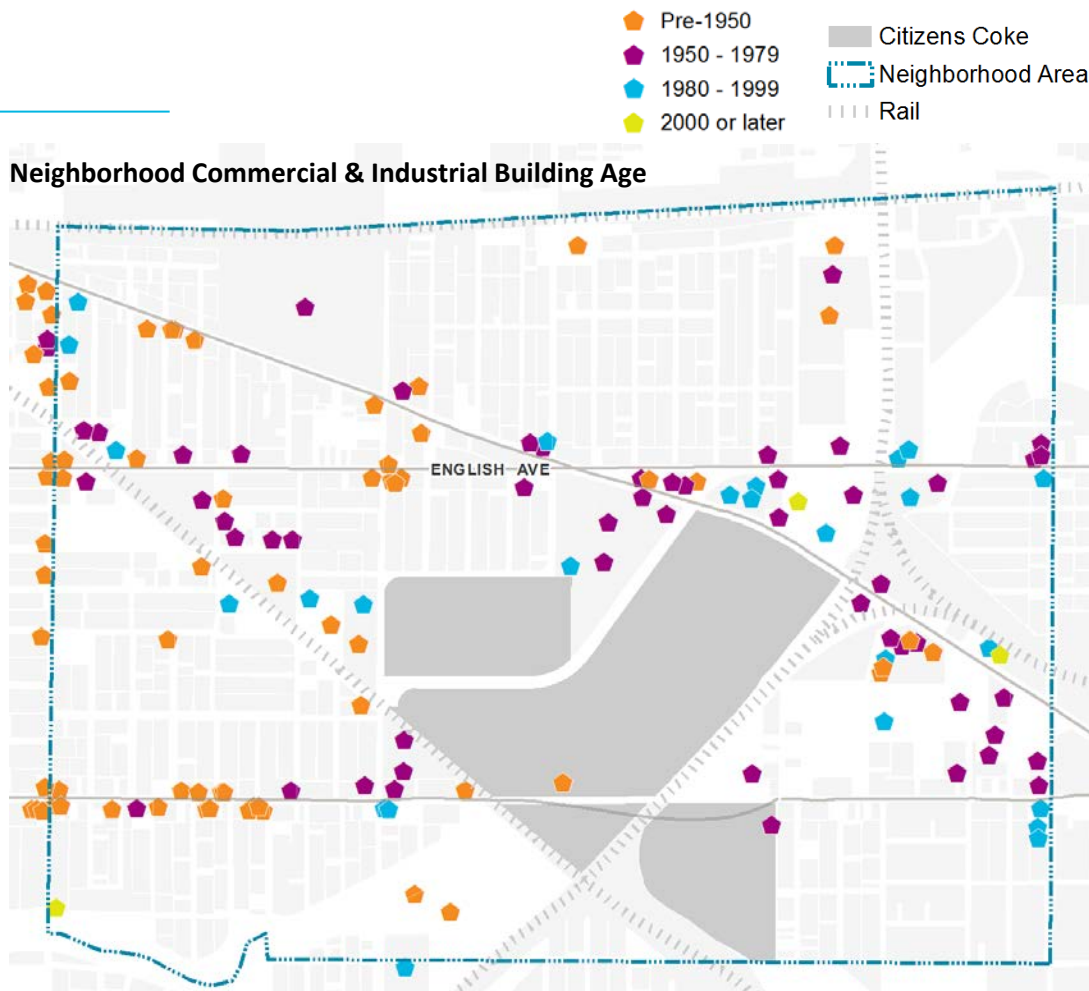 Pre-1950
1950 - 1979
1980 - 1999
2000 or later
Citizens Coke
Neighborhood Area
Rail
Neighborhood Commercial & Industrial Building Age
ENGLISH AVE